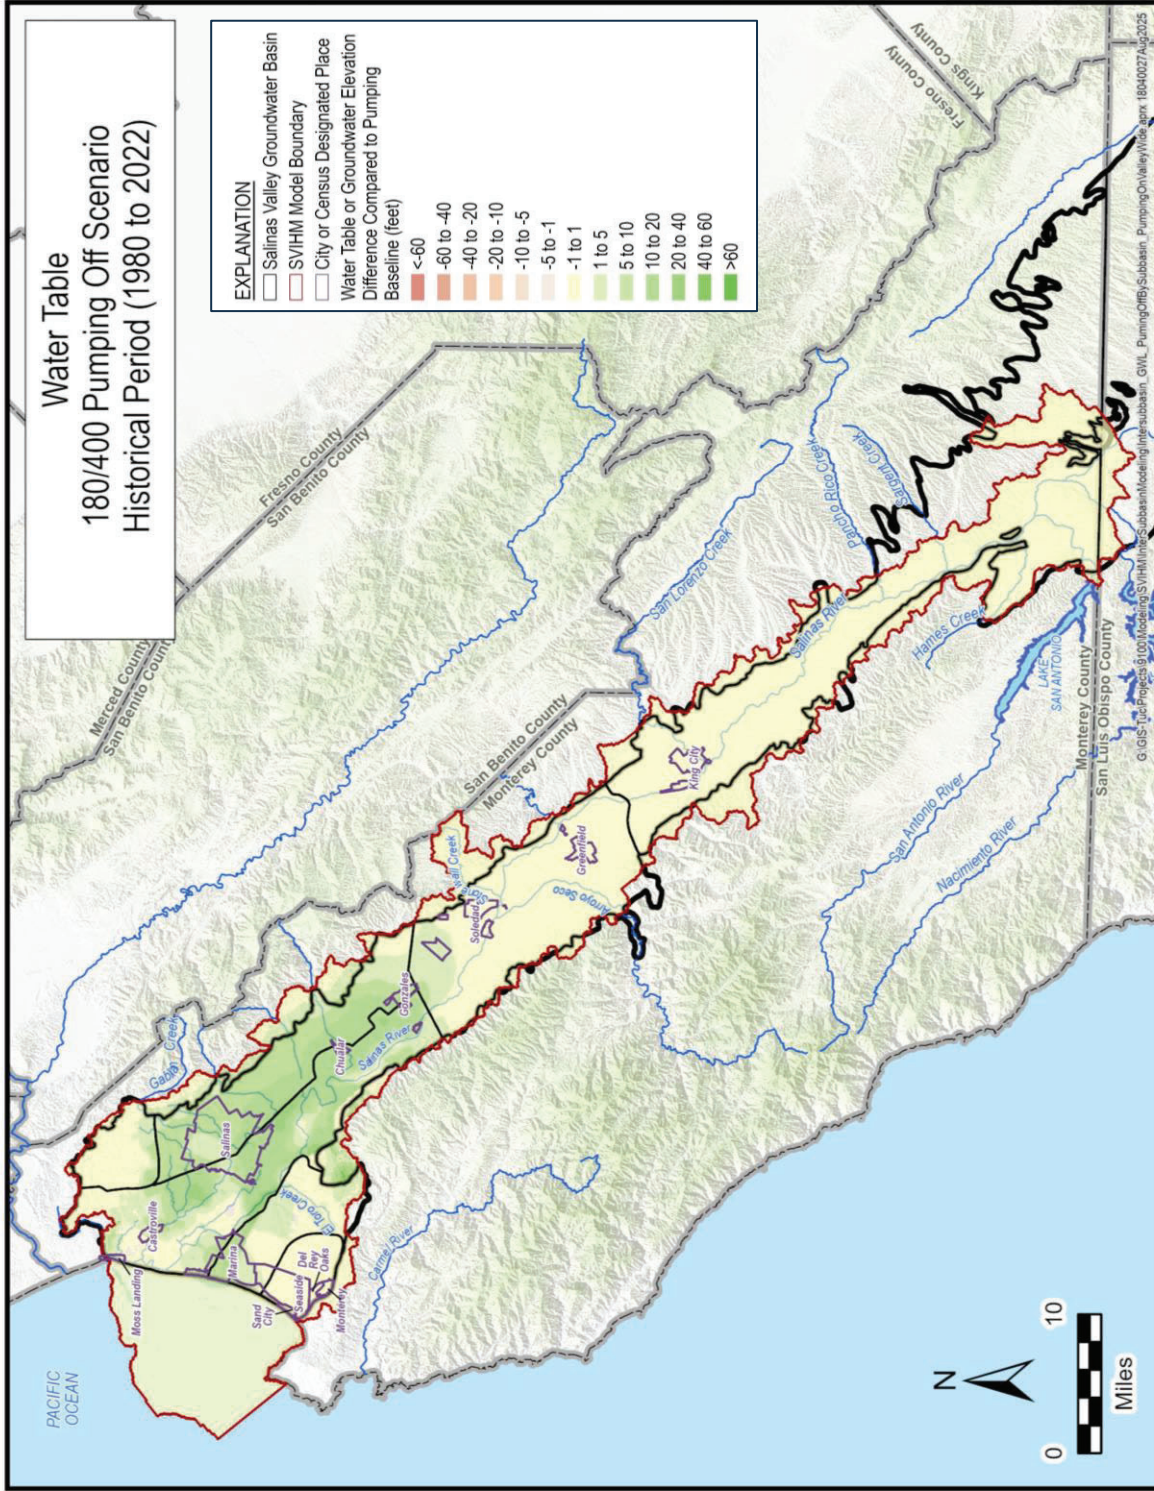 Water Table
180/400 Pumping Off Scenario
Historical Period (1980 to 2022)
EXPLANATION
Salinas Valley Groundwater Basin
SVIHM Model Boundary
City or Census Designated Place
Water Table or Groundwater Elevation
Difference Compared to Pumping
Baseline (feet)
<-60
-60 to -40
-40 to -20
-20 to -10
-10 to -5
-5 to -1
-1 to 1
1 to 5
5 to 10
10 to 20
20 to 40
40 to 60
>60
Merced County
San Benito County
Fresno County
San Benito County
Fresno County
Kings County
San Benito County
Monterey County
Monterey County
San Luis Obispo County
PACIFIC
OCEAN
Moss Landing
Castroville
Salinas
Marina
Sand
City
Seaside
Del
Rey
Oaks
Monterey
El Toro Creek
Carmel River
Gabilan Creek
Chualar
Salinas River
Gonzales
Soledad
Arroyo Seco
Greenfield
King City
San Lorenzo Creek
Salinas River
Pancho Rico Creek
Sargent Creek
Hames Creek
LAKE
SAN ANTONIO
San Antonio River
Nacimiento River
N
0
10
Miles